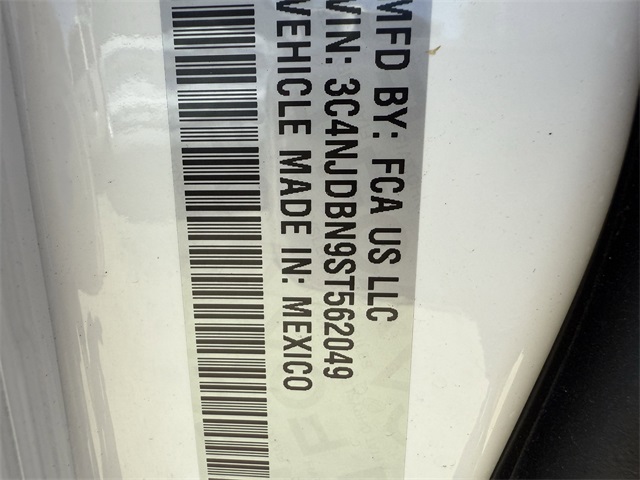 MFD BY: FCA US LLC
VIN: 3C4NJDBN9ST562049
VEHICLE MADE IN: MEXICO